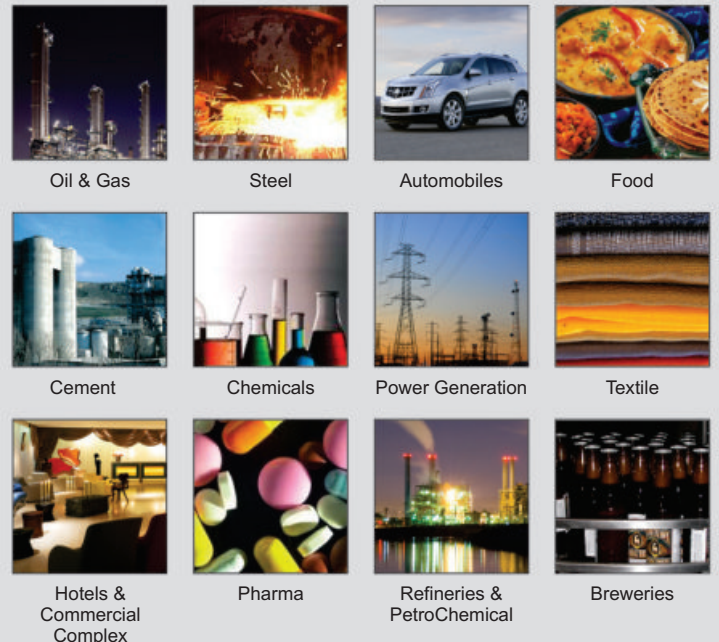 Oil & Gas
Steel
Automobiles
Food
Cement
Chemicals
Power Generation
Textile
Hotels &
Commercial
Complex
Pharma
Refineries &
PetroChemical
Breweries